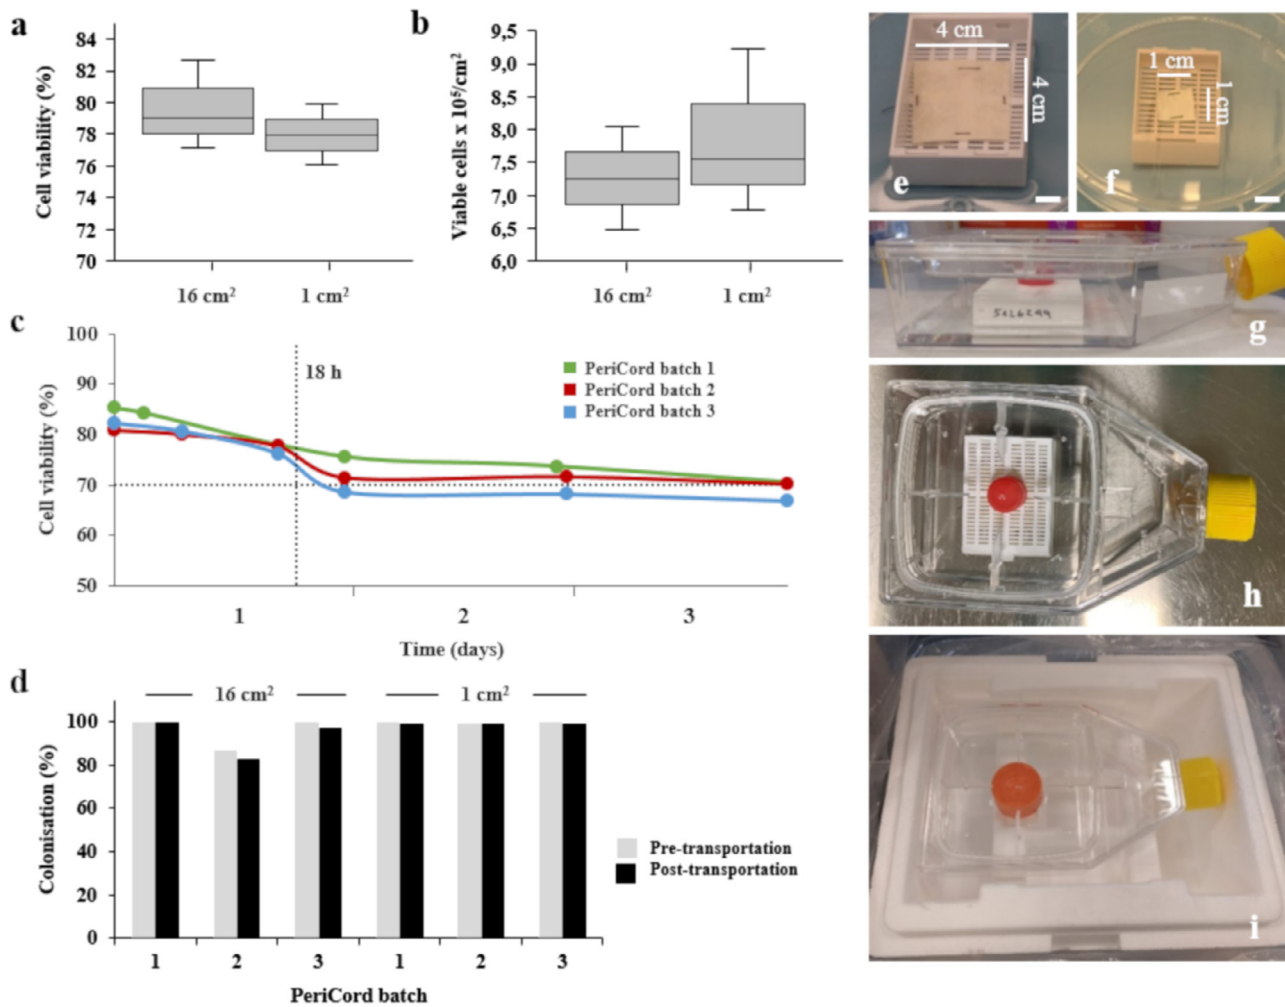 a
84
82
80
78
76
74
72
70
Cell viability (%)
16 cm²
1 cm²
b
9,5
9,0
8,5
8,0
7,5
7,0
6,5
6,0
Viable cells x 10⁵/cm²
16 cm²
1 cm²
c
100
90
80
70
60
50
Cell viability (%)
18 h
PeriCord batch 1
PeriCord batch 2
PeriCord batch 3
1
2
3
Time (days)
d
16 cm²
1 cm²
100
80
60
40
20
0
Colonisation (%)
Pre-transportation
Post-transportation
1
2
3
1
2
3
PeriCord batch
4 cm
4 cm
e
1 cm
1 cm
f
g
h
i